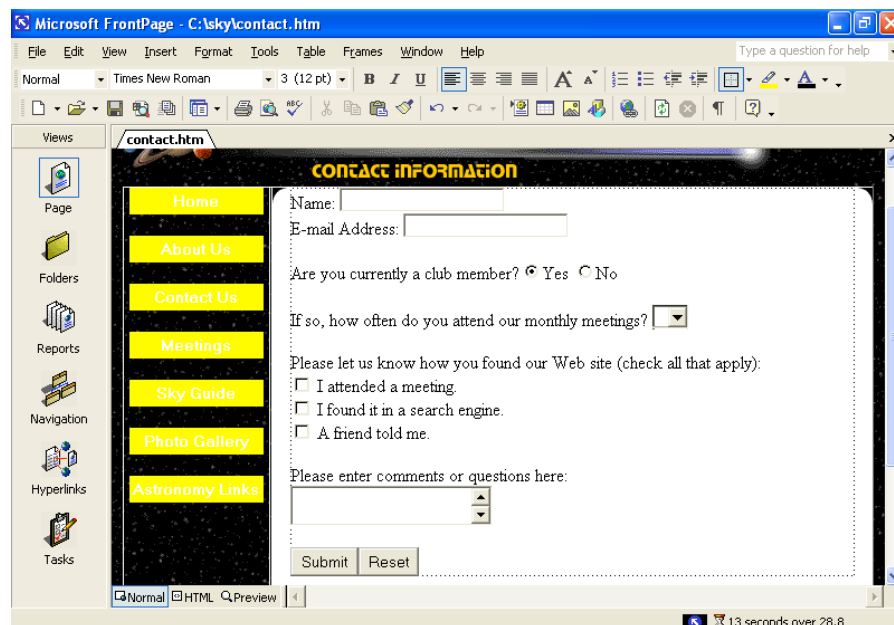 Microsoft FrontPage - C:\sky\contact.htm
File Edit View Insert Format Tools Table Frames Window Help Type a question for help
Normal Times New Roman 3 (12 pt) B I U A A A
ABC
Views contact.htm
CONTACT INFORMATION
Page
Folders
Reports
Navigation
Hyperlinks
Tasks
Home
About Us
Contact Us
Meetings
Sky Guide
Photo Gallery
Astronomy Links
Name:
E-mail Address:
Are you currently a club member? Yes No
If so, how often do you attend our monthly meetings?
Please let us know how you found our Web site (check all that apply):
I attended a meeting.
I found it in a search engine.
A friend told me.
Please enter comments or questions here:
Submit Reset
Normal HTML Preview
13 seconds over 28.8